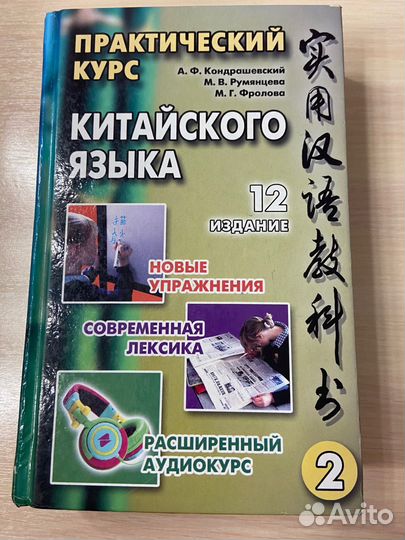 ПРАКТИЧЕСКИЙ
КУРС
А. Ф. Кондрашевский
М. В. Румянцева
М. Г. Фролова
КИТАЙСКОГО
ЯЗЫКА
12
ИЗДАНИЕ
НОВЫЕ
УПРАЖНЕНИЯ
СОВРЕМЕННАЯ
ЛЕКСИКА
РАСШИРЕННЫЙ
АУДИОКУРС
实用汉语教科书
2
Avito